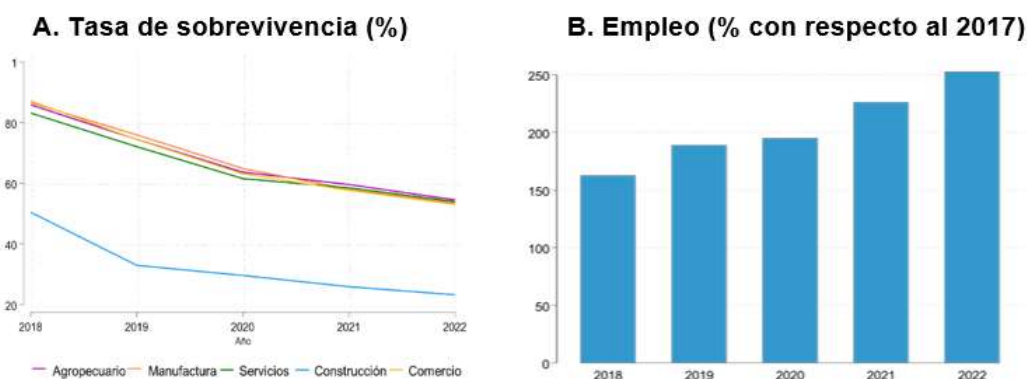 A. Tasa de sobrevivencia (%)
1
80
60
40
20
2018 2019 2020 2021 2022
Año
Agropecuario Manufactura Servicios Construcción Comercio
B. Empleo (% con respecto al 2017)
250
200
150
100
50
0
2018 2019 2020 2021 2022